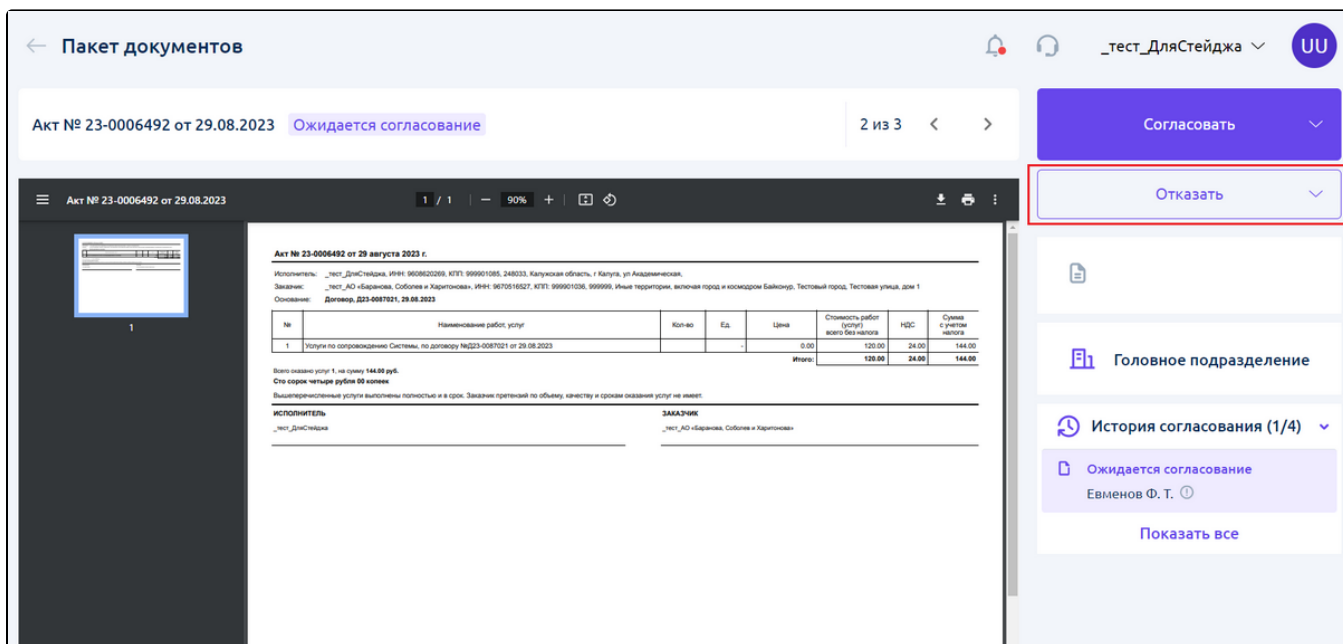 Пакет документов
_тест_ДляСтейджа
UU
Акт № 23-0006492 от 29.08.2023 Ожидается согласование
2 из 3
Согласовать
Отказать
Акт № 23-0006492 от 29.08.2023
1 / 1
90%
1
Акт № 23-0006492 от 29 августа 2023 г.
Исполнитель: _тест_ДляСтейджа, ИНН: 9608620269, КПП: 999901085, 248033, Калужская область, г Калуга, ул Академическая,
Заказчик: _тест_АО «Баранова, Соболев и Харитонова», ИНН: 9670516527, КПП: 999901036, 999999, Иные территории, включая город и космодром Байконур, Тестовый город, Тестовая улица, дом 1
Основание: Договор, Д23-0087021, 29.08.2023
№ Наименование работ, услуг Кол-во Ед. Цена Стоимость работ (услуг) всего без налога НДС Сумма с учетом налога
1 Услуги по сопровождению Системы, по договору №Д23-0087021 от 29.08.2023 - 0.00 120.00 24.00 144.00
Итого: 120.00 24.00 144.00
Всего оказано услуг 1, на сумму 144.00 руб.
Сто сорок четыре рубля 00 копеек
Вышеперечисленные услуги выполнены полностью и в срок. Заказчик претензий по объему, качеству и срокам оказания услуг не имеет.
ИСПОЛНИТЕЛЬ ЗАКАЗЧИК
_тест_ДляСтейджа _тест_АО «Баранова, Соболев и Харитонова»
Головное подразделение
История согласования (1/4)
Ожидается согласование
Евменов Ф. Т.
Показать все